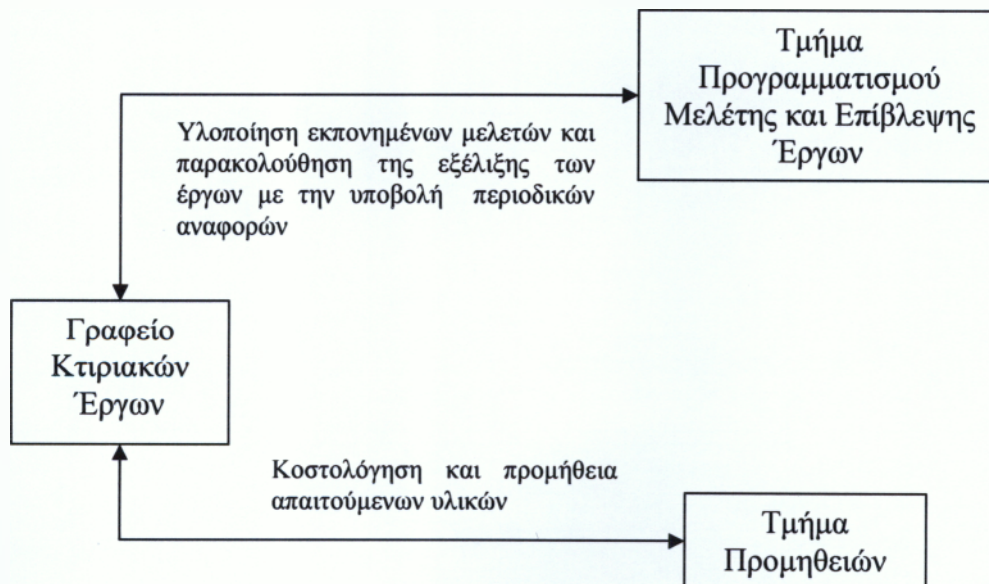 Τμήμα
Προγραμματισμού
Μελέτης και Επίβλεψης
Έργων
Υλοποίηση εκπονημένων μελετών και
παρακολούθηση της εξέλιξης των
έργων με την υποβολή περιοδικών
αναφορών
Γραφείο
Κτιριακών
Έργων
Κοστολόγηση και προμήθεια
απαιτούμενων υλικών
Τμήμα
Προμηθειών